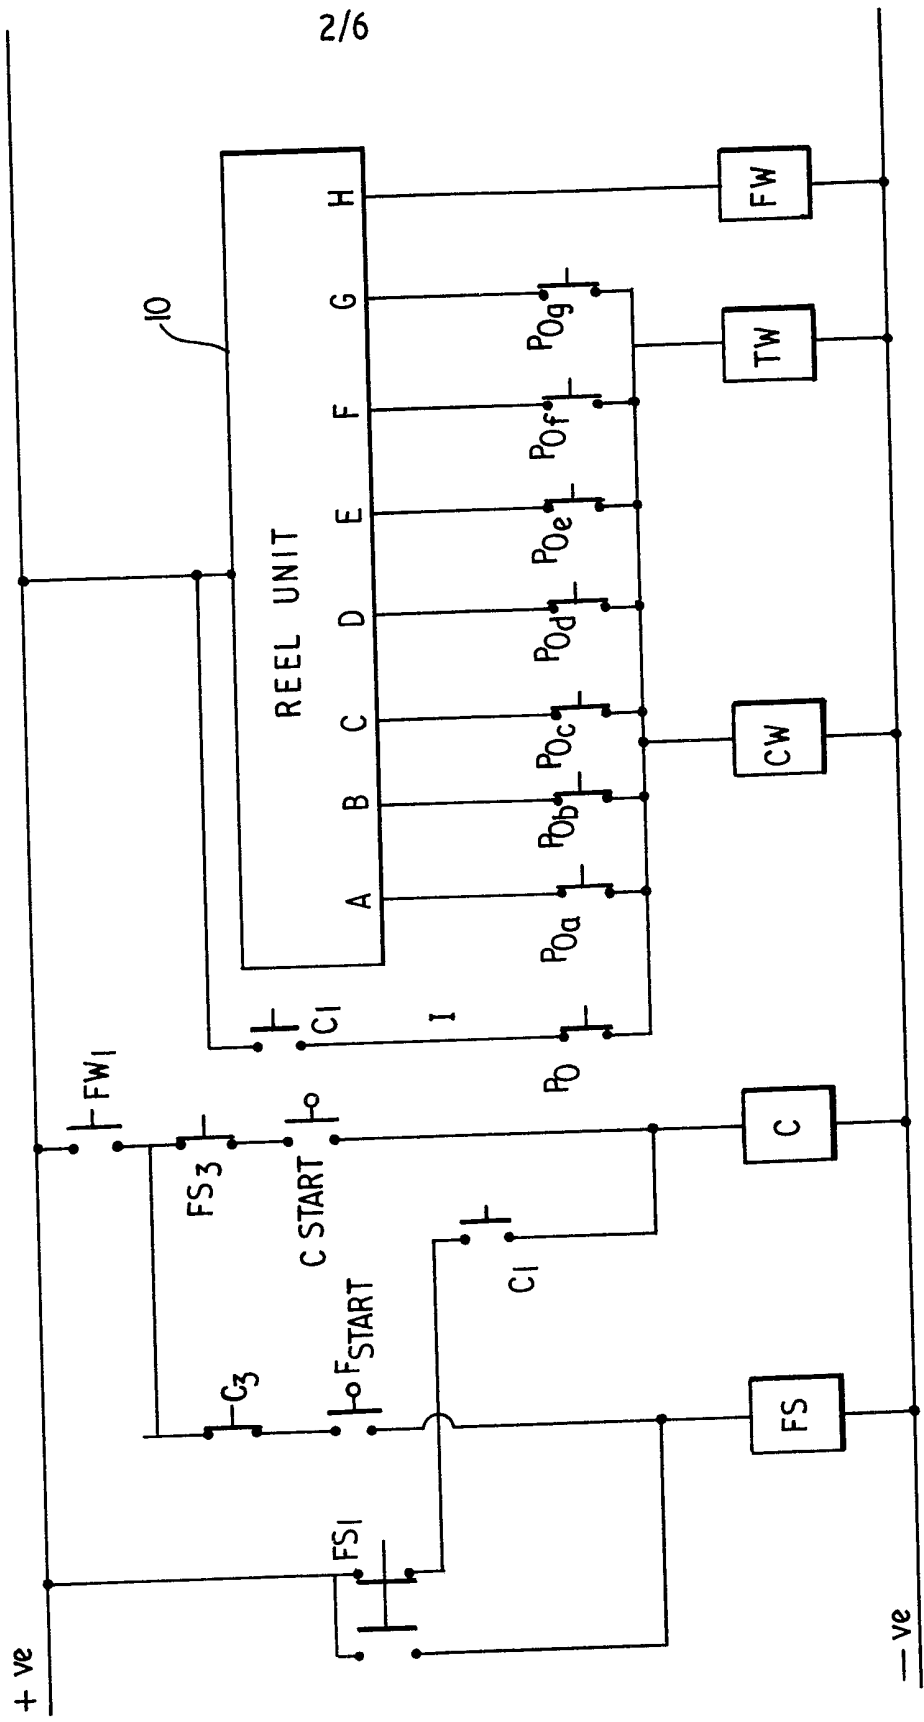 2/6
+ ve
10
REEL UNIT
A B C D E F G H
FW1
C1
I
FS3
C START
C3
FSTART
FS1
C1
P0
P0a
P0b
P0c
P0d
P0e
P0f
P0g
FS
C
CW
TW
FW
— ve